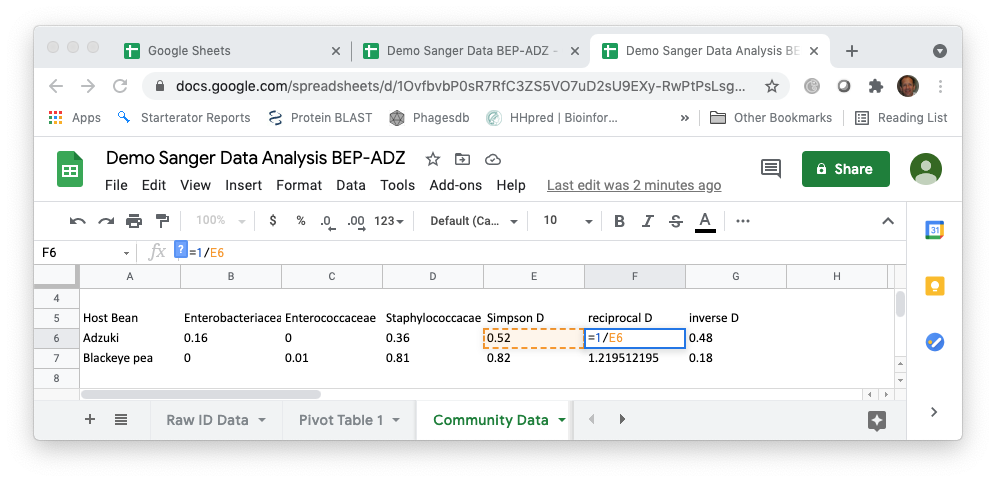 Google Sheets × Demo Sanger Data BEP-ADZ - × Demo Sanger Data Analysis BE × +
docs.google.com/spreadsheets/d/1OvfbvbP0sR7RfC3ZS5VO7uD2sU9EXy-RwPtPsLsg...
Apps Starterator Reports Protein BLAST Phagesdb HHpred | Bioinfor... » Other Bookmarks Reading List
Demo Sanger Data Analysis BEP-ADZ
Share
File Edit View Insert Format Data Tools Add-ons Help Last edit was 2 minutes ago
100% $ % .0 .00 123 Default (Ca... 10 B I S A ...
31
F6 fx ? =1/E6
A B C D E F G H
4
5 Host Bean Enterobacteriacea Enterococcaceae Staphylococcacae Simpson D reciprocal D inverse D
6 Adzuki 0.16 0 0.36 0.52 =1/E6 0.48
7 Blackeye pea 0 0.01 0.81 0.82 1.219512195 0.18
8
+ Raw ID Data Pivot Table 1 Community Data